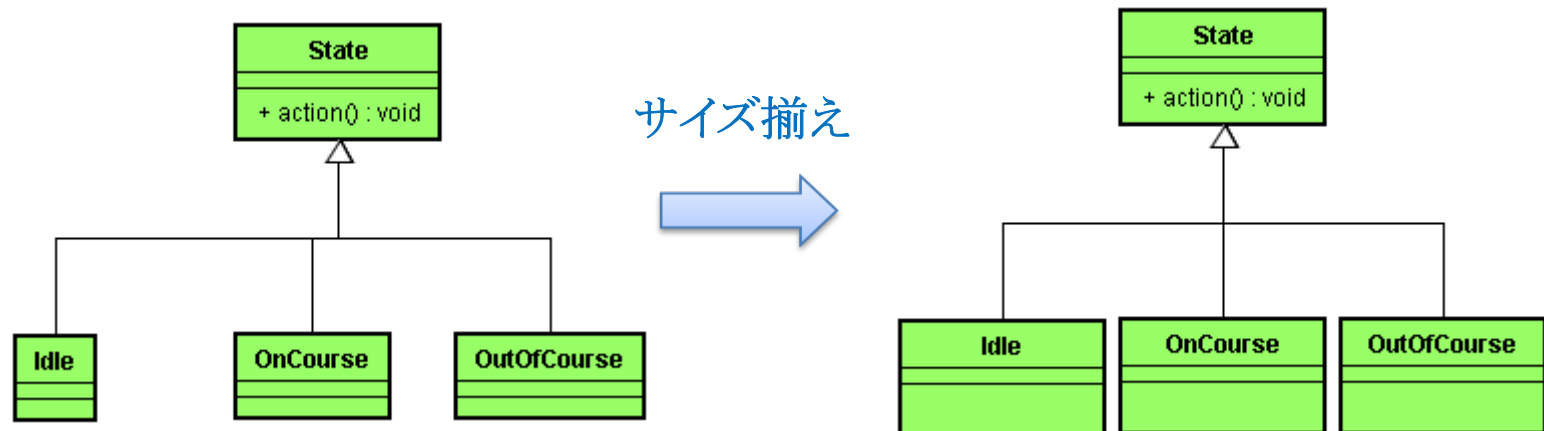 State
+ action() : void
Idle
OnCourse
OutOfCourse
サイズ揃え
State
+ action() : void
Idle
OnCourse
OutOfCourse